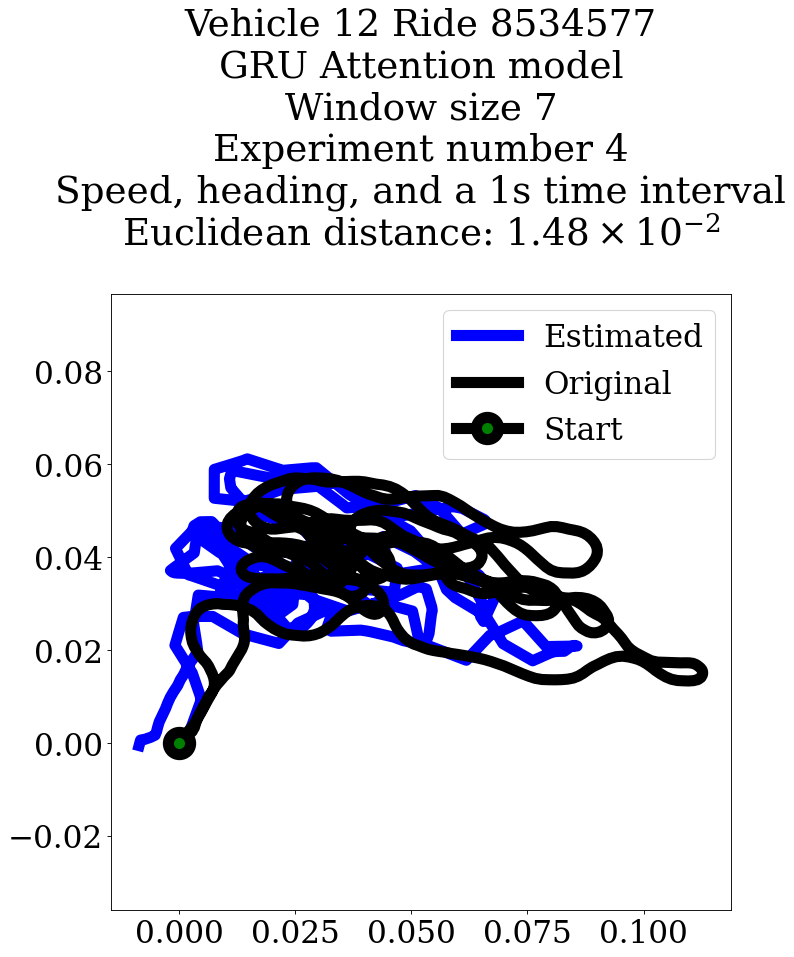 Vehicle 12 Ride 8534577
GRU Attention model
Window size 7
Experiment number 4
Speed, heading, and a 1s time interval
Euclidean distance: 1.48 × 10⁻²
Estimated
Original
Start
0.08
0.06
0.04
0.02
0.00
−0.02
0.000 0.025 0.050 0.075 0.100